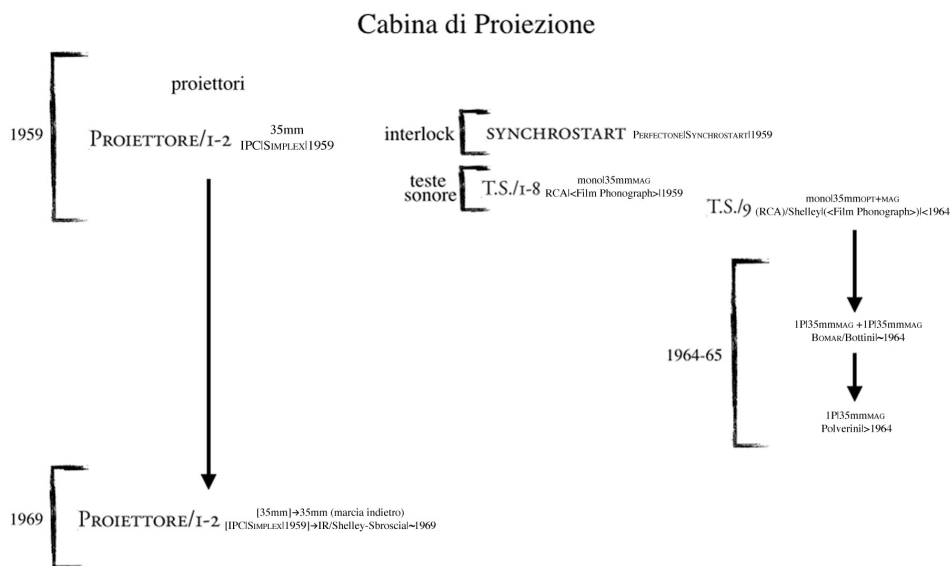 Cabina di Proiezione
proiettori
1959
PROIETTORE/1-2
35mm
IPC|SIMPLEX|1959
interlock
SYNCHROSTART
PERFECTONE|SYNCHROSTART|1959
teste
sonore
T.S./1-8
mono|35mmMAG
RCA|<Film Phonograph>|1959
T.S./9
mono|35mmOPT+MAG
(RCA)/Shelley|(<Film Phonograph>)|<1964
1964-65
1P|35mmMAG +1P|35mmMAG
BOMAR/Bottini|~1964
1P|35mmMAG
Polverini|>1964
1969
PROIETTORE/1-2
[35mm]→35mm (marcia indietro)
[IPC|SIMPLEX|1959]→IR/Shelley-Sbroscia|~1969